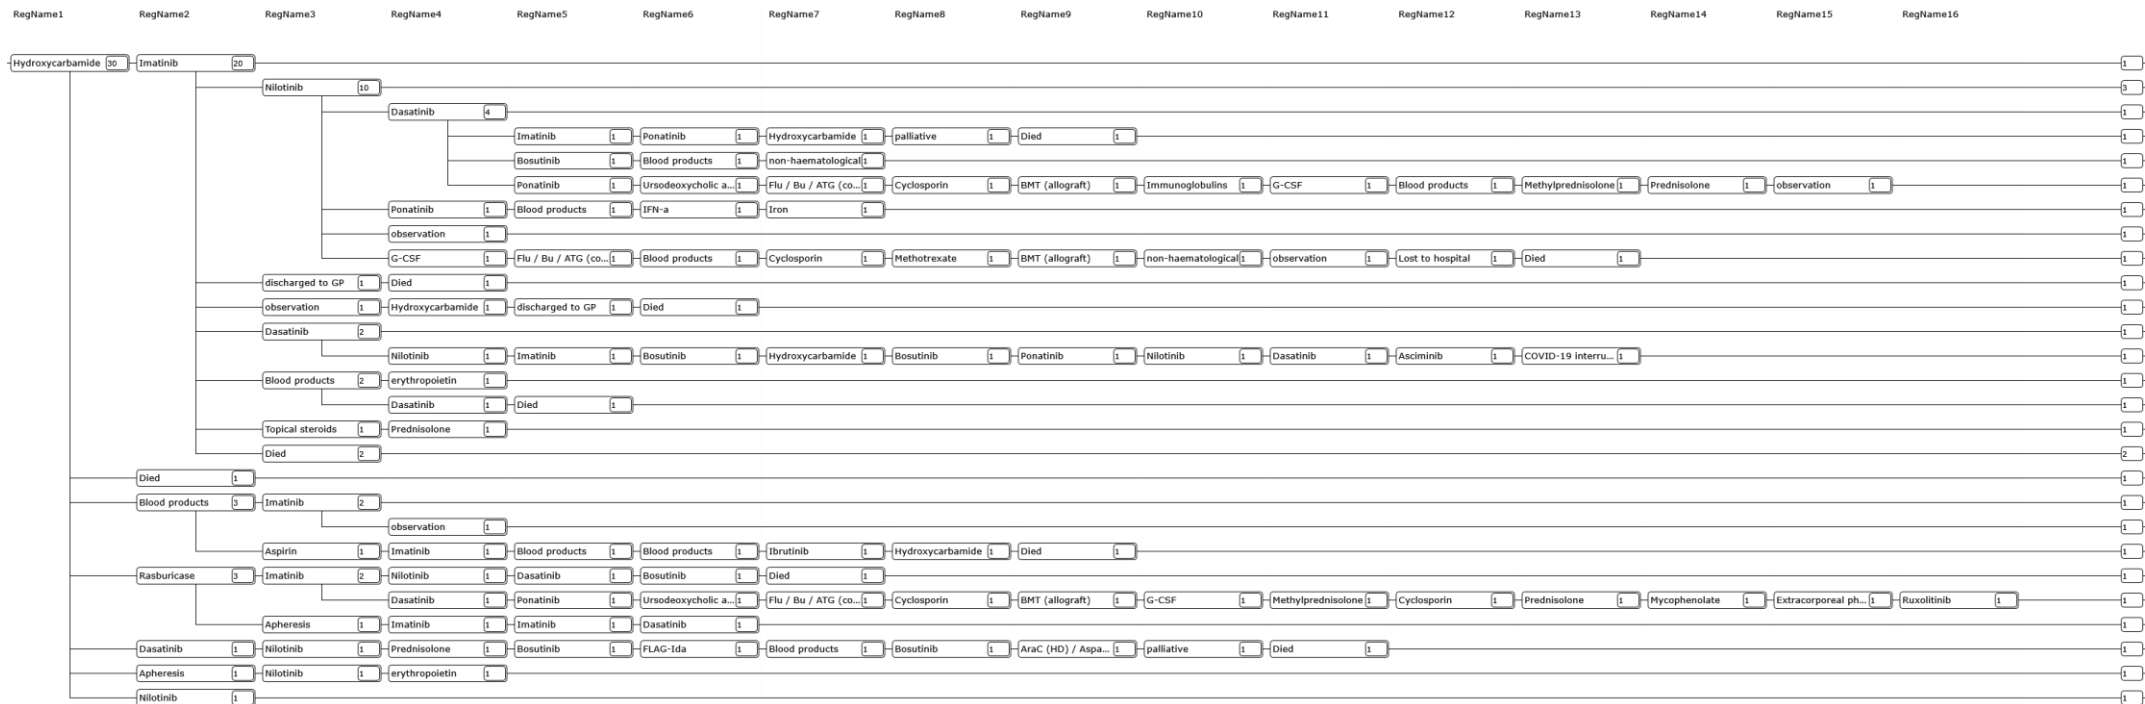 RegName1 RegName2 RegName3 RegName4 RegName5 RegName6 RegName7 RegName8 RegName9 RegName10 RegName11 RegName12 RegName13 RegName14 RegName15 RegName16
Hydroxycarbamide 30 Imatinib 20 1
Nilotinib 10 3
Dasatinib 4 1
Imatinib 1 Ponatinib 1 Hydroxycarbamide 1 palliative 1 Died 1 1
Bosutinib 1 Blood products 1 non-haematological 1 1
Ponatinib 1 Ursodeoxycholic a... 1 Flu / Bu / ATG (co... 1 Cyclosporin 1 BMT (allograft) 1 Immunoglobulins 1 G-CSF 1 Blood products 1 Methylprednisolone 1 Prednisolone 1 observation 1 1
Ponatinib 1 Blood products 1 IFN-a 1 Iron 1 1
observation 1 1
G-CSF 1 Flu / Bu / ATG (co... 1 Blood products 1 Cyclosporin 1 Methotrexate 1 BMT (allograft) 1 non-haematological 1 observation 1 Lost to hospital 1 Died 1 1
discharged to GP 1 Died 1 1
observation 1 Hydroxycarbamide 1 discharged to GP 1 Died 1 1
Dasatinib 2 1
Nilotinib 1 Imatinib 1 Bosutinib 1 Hydroxycarbamide 1 Bosutinib 1 Ponatinib 1 Nilotinib 1 Dasatinib 1 Asciminib 1 COVID-19 interru... 1 1
Blood products 2 erythropoietin 1 1
Dasatinib 1 Died 1 1
Topical steroids 1 Prednisolone 1 1
Died 2 2
Died 1 1
Blood products 3 Imatinib 2 1
observation 1 1
Aspirin 1 Imatinib 1 Blood products 1 Blood products 1 Ibrutinib 1 Hydroxycarbamide 1 Died 1 1
Rasburicase 3 Imatinib 2 Nilotinib 1 Dasatinib 1 Bosutinib 1 Died 1 1
Dasatinib 1 Ponatinib 1 Ursodeoxycholic a... 1 Flu / Bu / ATG (co... 1 Cyclosporin 1 BMT (allograft) 1 G-CSF 1 Methylprednisolone 1 Cyclosporin 1 Prednisolone 1 Mycophenolate 1 Extracorporeal ph... 1 Ruxolitinib 1 1
Apheresis 1 Imatinib 1 Imatinib 1 Dasatinib 1 1
Dasatinib 1 Nilotinib 1 Prednisolone 1 Bosutinib 1 FLAG-Ida 1 Blood products 1 Bosutinib 1 AraC (HD) / Aspa... 1 palliative 1 Died 1 1
Apheresis 1 Nilotinib 1 erythropoietin 1 1
Nilotinib 1 1